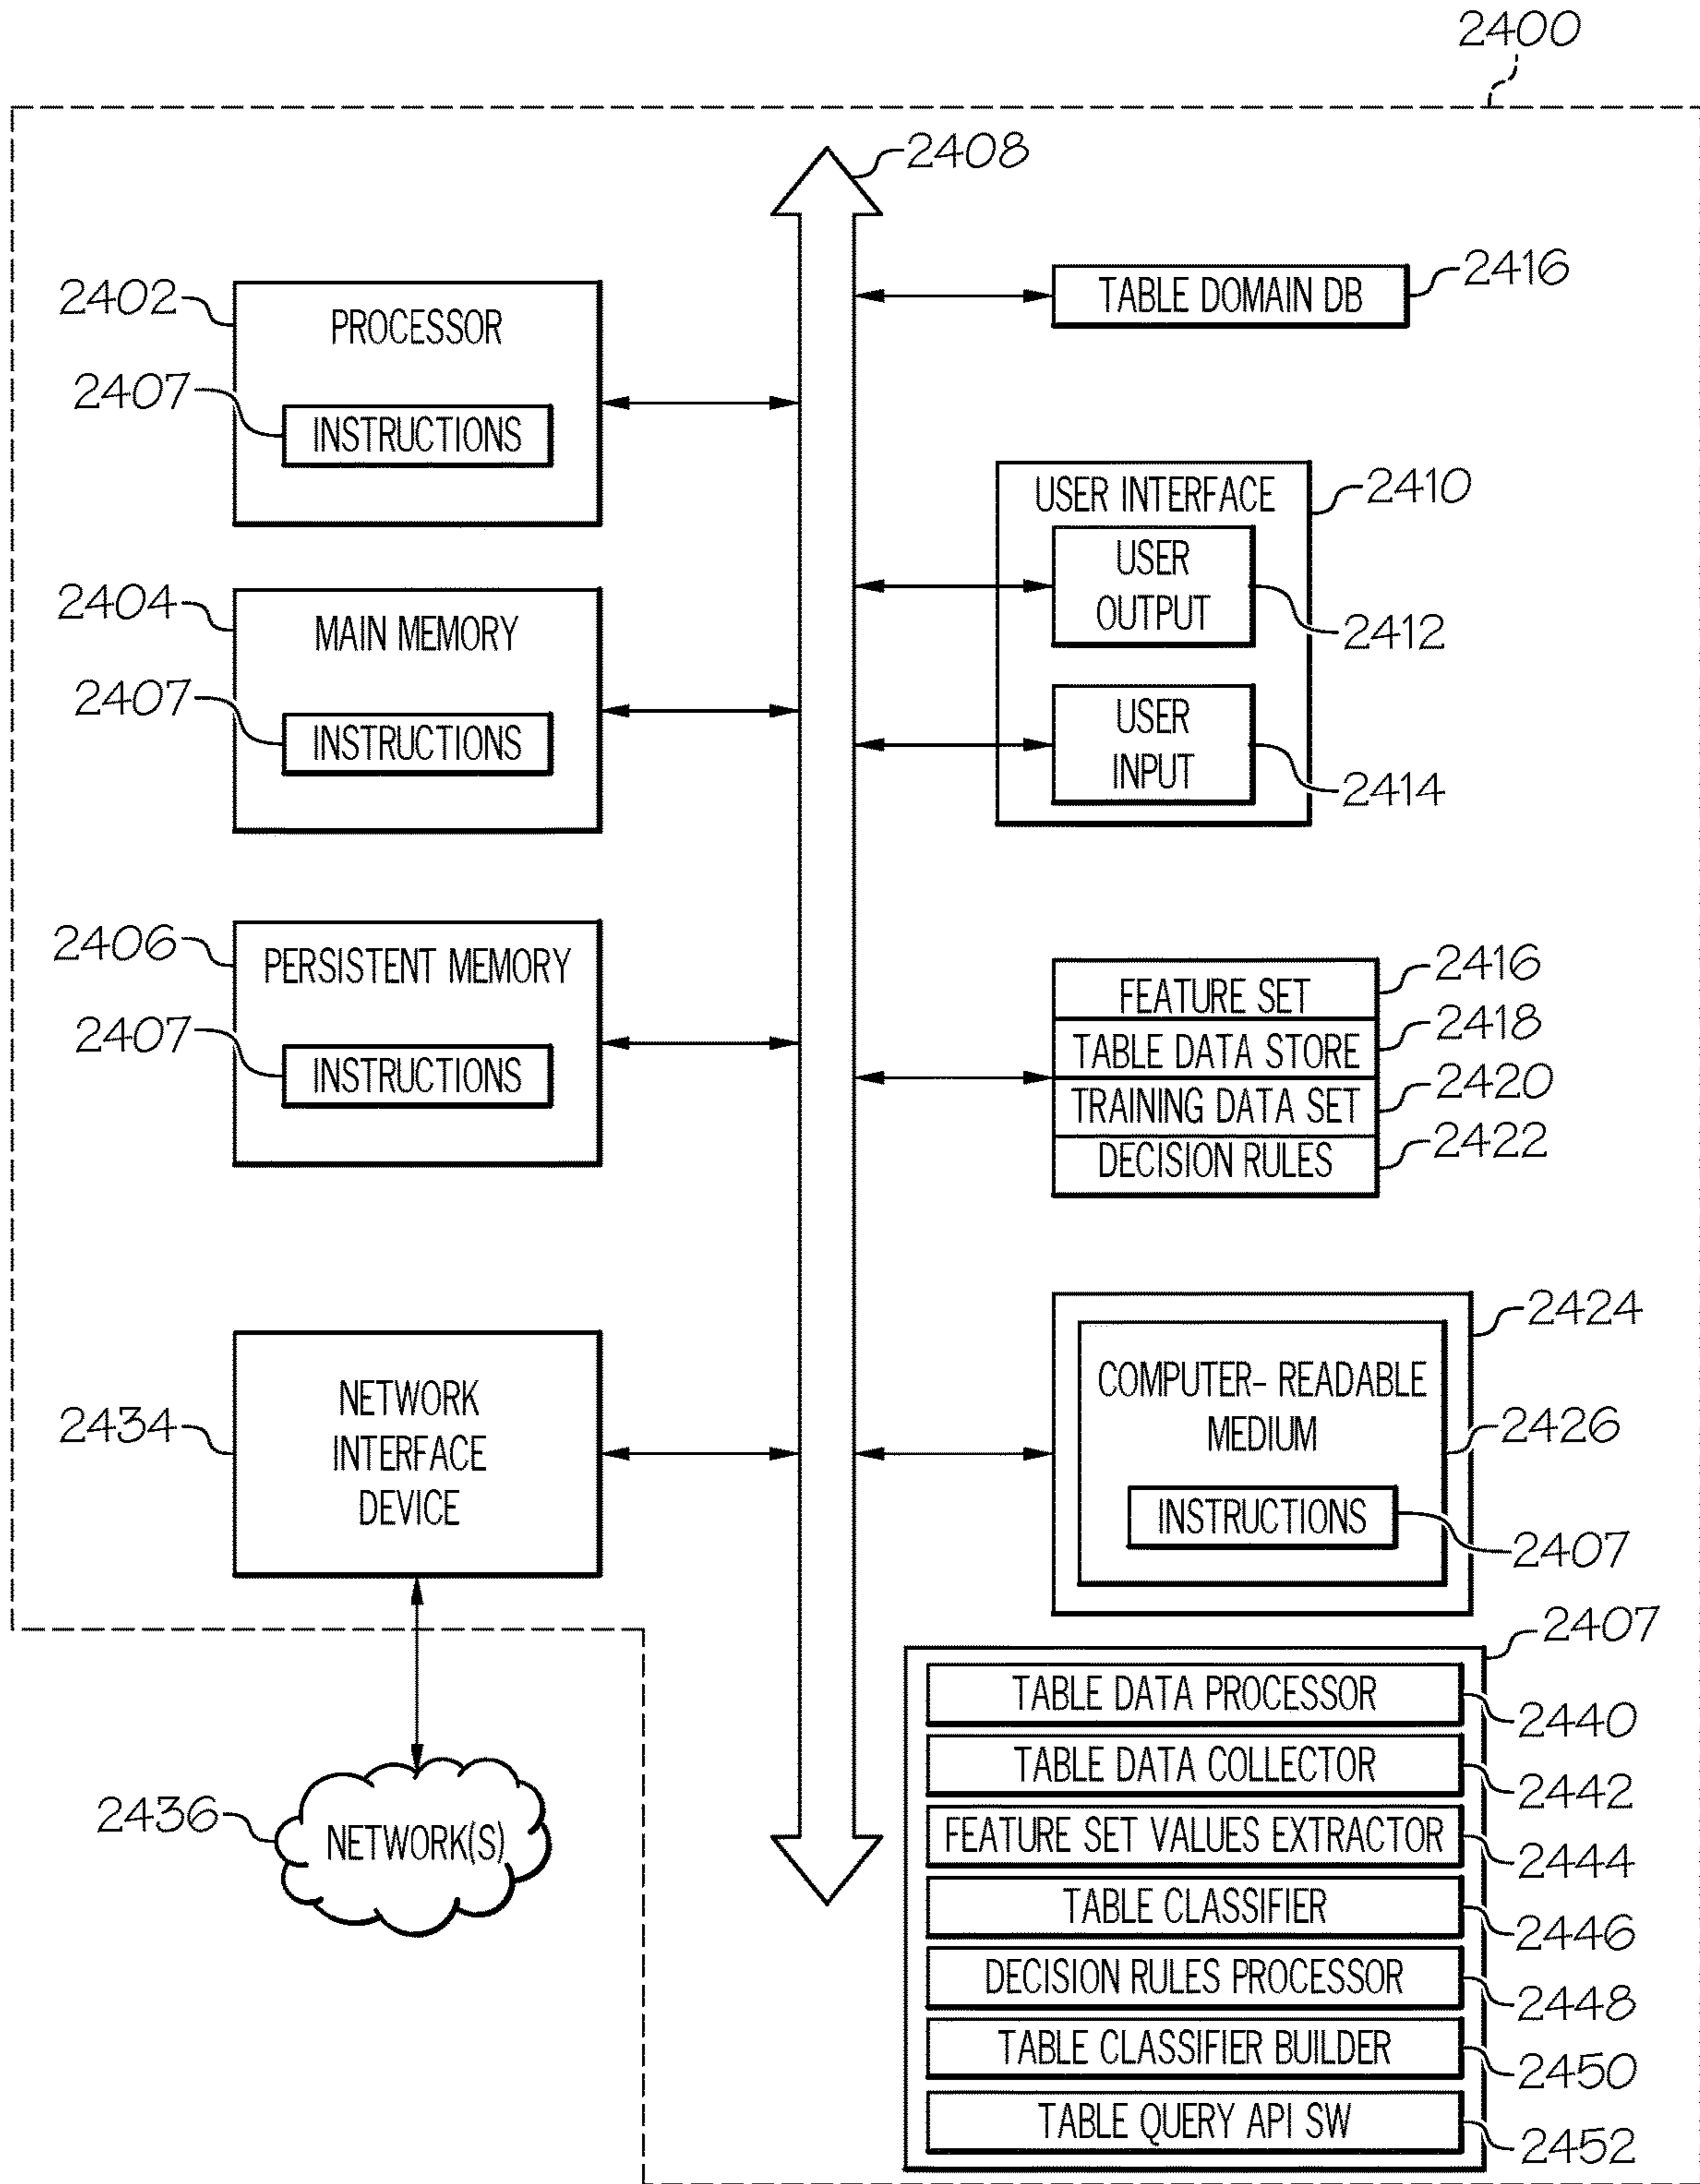 2400
2408
2402
PROCESSOR
2407
INSTRUCTIONS
2404
MAIN MEMORY
2407
INSTRUCTIONS
2406
PERSISTENT MEMORY
2407
INSTRUCTIONS
2434
NETWORK
INTERFACE
DEVICE
2436
NETWORK(S)
TABLE DOMAIN DB
2416
USER INTERFACE
2410
USER
OUTPUT
2412
USER
INPUT
2414
FEATURE SET
2416
TABLE DATA STORE
2418
TRAINING DATA SET
2420
DECISION RULES
2422
2424
COMPUTER-READABLE
MEDIUM
2426
INSTRUCTIONS
2407
2407
TABLE DATA PROCESSOR
2440
TABLE DATA COLLECTOR
2442
FEATURE SET VALUES EXTRACTOR
2444
TABLE CLASSIFIER
2446
DECISION RULES PROCESSOR
2448
TABLE CLASSIFIER BUILDER
2450
TABLE QUERY API SW
2452